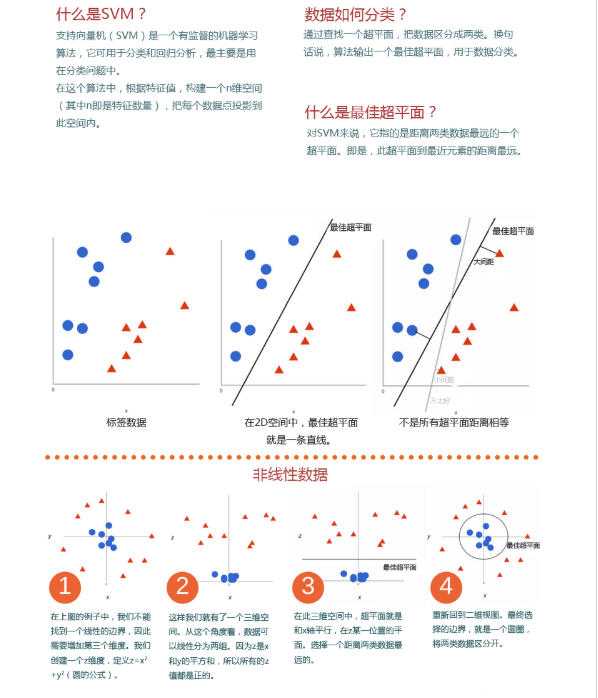 什么是SVM？
支持向量机（SVM）是一个有监督的机器学习
算法，它可用于分类和回归分析，最主要是用
在分类问题中。
在这个算法中，根据特征值，构建一个n维空间
（其中n即是特征数量），把每个数据点投影到
此空间内。
数据如何分类？
通过查找一个超平面，把数据区分成两类。换句
话说，算法输出一个最佳超平面，用于数据分类。
什么是最佳超平面？
对SVM来说，它指的是距离两类数据最远的一个
超平面。即是，此超平面到最近元素的距离最远。
0
x
标签数据
最佳超平面
0
x
在2D空间中，最佳超平面
就是一条直线。
最佳超平面
大间距
小间距
不太好
0
x
不是所有超平面距离相等
非线性数据
y
x
1
在上图的例子中，我们不能
找到一个线性的边界，因此
需要增加第三个维度。我们
创建一个z维度，定义z=x²
+y²（圆的公式）。
z
x
2
这样我们就有了一个三维空
间。从这个角度看，数据可
以线性分为两组。因为z是x
和y的平方和，所以所有的z
值都是正的。
z
最佳超平面
x
3
在此三维空间中，超平面就是
和x轴平行，在z某一位置的平
面。选择一个距离两类数据最
远的。
y
最佳超平面
x
4
重新回到二维视图。最终选
择的边界，就是一个圆圈，
将两类数据区分开。